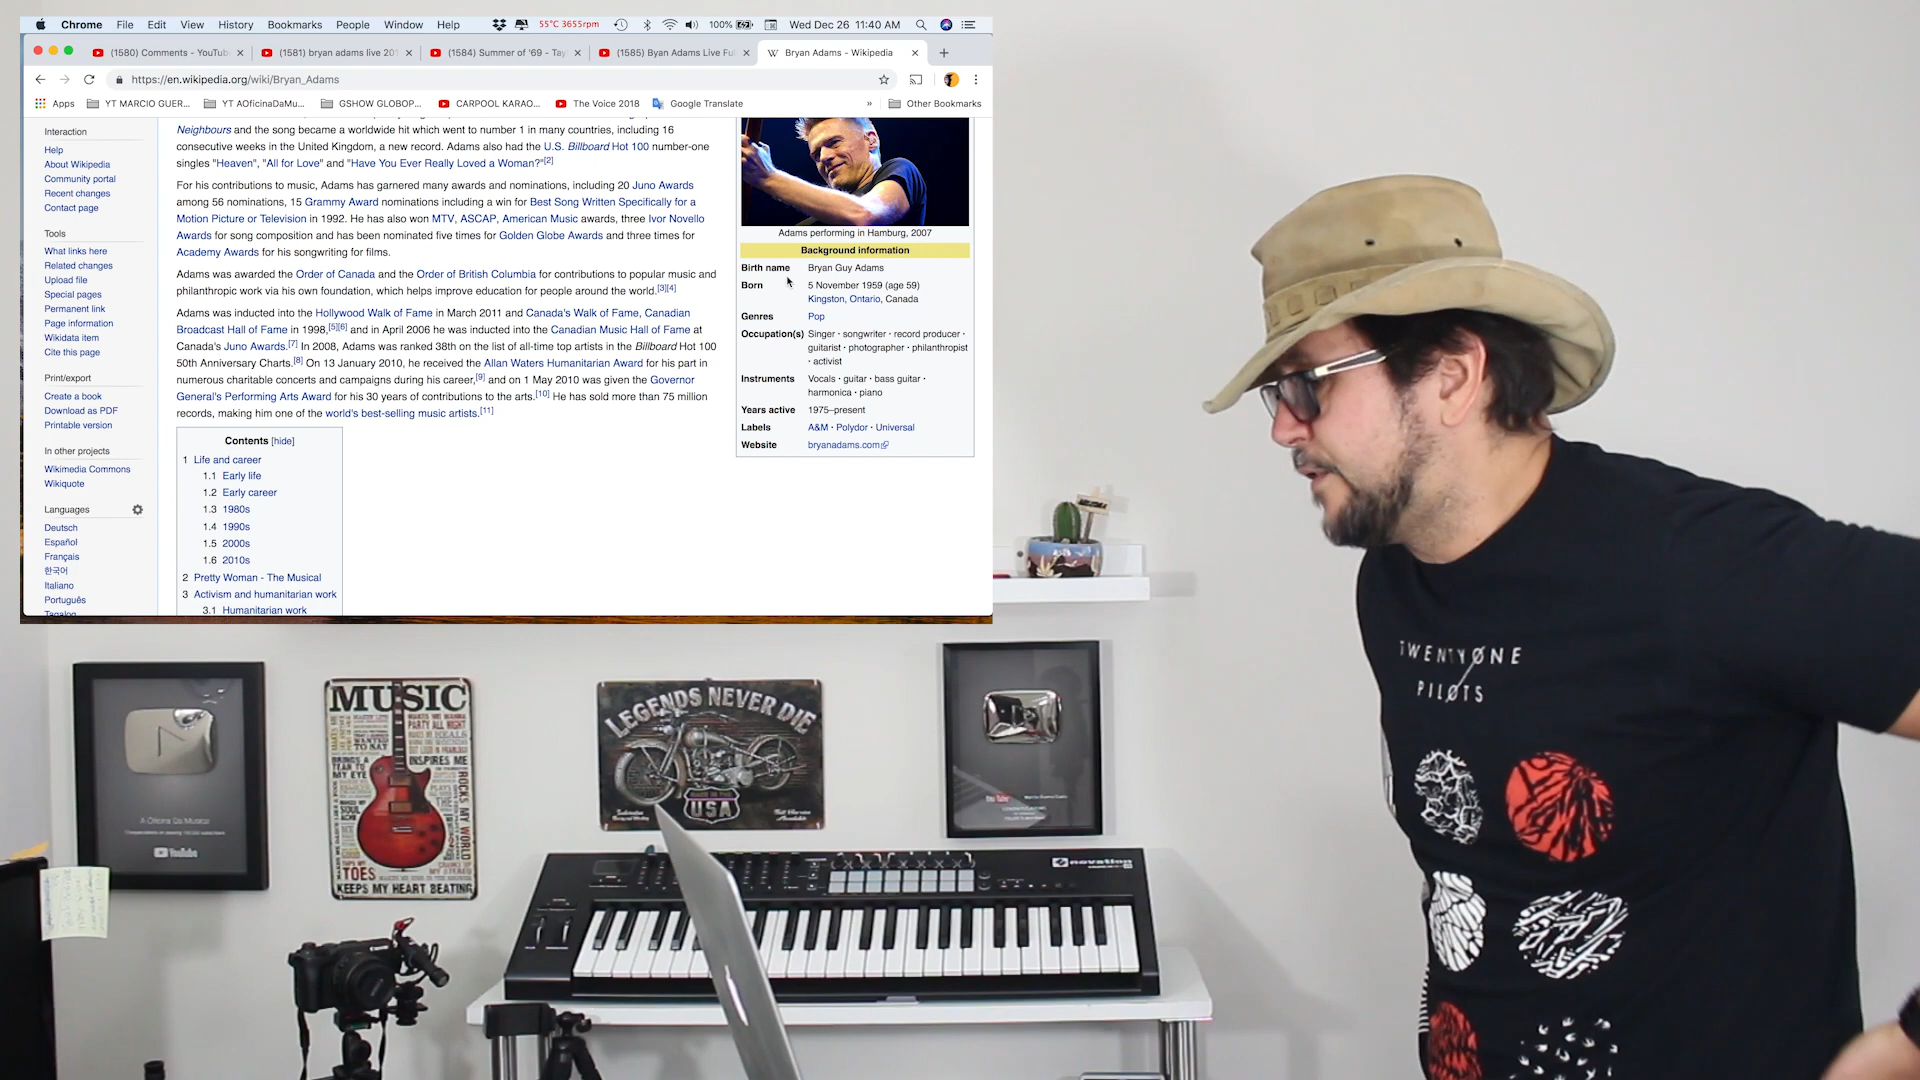 Chrome File Edit View History Bookmarks People Window Help
55°C 3655rpm 100% Wed Dec 26 11:40 AM
(1580) Comments - YouTub (1581) bryan adams live 201 (1584) Summer of '69 - Tay (1585) Byan Adams Live Fu Bryan Adams - Wikipedia
https://en.wikipedia.org/wiki/Bryan_Adams
Apps YT MARCIO GUER... YT AOficinaDaMu... GSHOW GLOBOP... CARPOOL KARAO... The Voice 2018 Google Translate » Other Bookmarks
Interaction
Help
About Wikipedia
Community portal
Recent changes
Contact page
Tools
What links here
Related changes
Upload file
Special pages
Permanent link
Page information
Wikidata item
Cite this page
Print/export
Create a book
Download as PDF
Printable version
In other projects
Wikimedia Commons
Wikiquote
Languages
Deutsch
Español
Français
한국어
Italiano
Português
Tagalog
Neighbours and the song became a worldwide hit which went to number 1 in many countries, including 16
consecutive weeks in the United Kingdom, a new record. Adams also had the U.S. Billboard Hot 100 number-one
singles "Heaven", "All for Love" and "Have You Ever Really Loved a Woman?"[2]
For his contributions to music, Adams has garnered many awards and nominations, including 20 Juno Awards
among 56 nominations, 15 Grammy Award nominations including a win for Best Song Written Specifically for a
Motion Picture or Television in 1992. He has also won MTV, ASCAP, American Music awards, three Ivor Novello
Awards for song composition and has been nominated five times for Golden Globe Awards and three times for
Academy Awards for his songwriting for films.
Adams was awarded the Order of Canada and the Order of British Columbia for contributions to popular music and
philanthropic work via his own foundation, which helps improve education for people around the world.[3][4]
Adams was inducted into the Hollywood Walk of Fame in March 2011 and Canada's Walk of Fame, Canadian
Broadcast Hall of Fame in 1998,[5][6] and in April 2006 he was inducted into the Canadian Music Hall of Fame at
Canada's Juno Awards.[7] In 2008, Adams was ranked 38th on the list of all-time top artists in the Billboard Hot 100
50th Anniversary Charts.[8] On 13 January 2010, he received the Allan Waters Humanitarian Award for his part in
numerous charitable concerts and campaigns during his career,[9] and on 1 May 2010 was given the Governor
General's Performing Arts Award for his 30 years of contributions to the arts.[10] He has sold more than 75 million
records, making him one of the world's best-selling music artists.[11]
Contents [hide]
1 Life and career
1.1 Early life
1.2 Early career
1.3 1980s
1.4 1990s
1.5 2000s
1.6 2010s
2 Pretty Woman - The Musical
3 Activism and humanitarian work
3.1 Humanitarian work
Adams performing in Hamburg, 2007
Background information
Birth name Bryan Guy Adams
Born 5 November 1959 (age 59)
Kingston, Ontario, Canada
Genres Pop
Occupation(s) Singer · songwriter · record producer ·
guitarist · photographer · philanthropist
· activist
Instruments Vocals · guitar · bass guitar ·
harmonica · piano
Years active 1975–present
Labels A&M · Polydor · Universal
Website bryanadams.com
TWENTY ØNE
PILØTS
YouTube
MUSIC
INSPIRES ME
TOES
KEEPS MY HEART BEATING
LEGENDS NEVER DIE
USA
novation
Canon